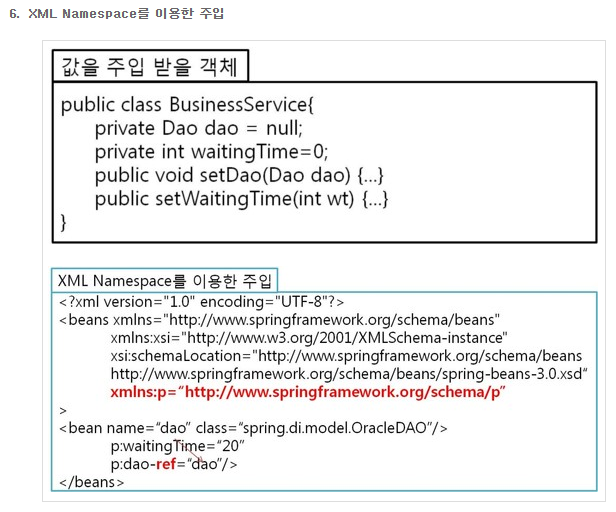 6. XML Namespace를 이용한 주입
값을 주입 받을 객체
public class BusinessService{
private Dao dao = null;
private int waitingTime=0;
public void setDao(Dao dao) {...}
public setWaitingTime(int wt) {...}
}
XML Namespace를 이용한 주입
<?xml version="1.0" encoding="UTF-8"?>
<beans xmlns="http://www.springframework.org/schema/beans"
xmlns:xsi="http://www.w3.org/2001/XMLSchema-instance"
xsi:schemaLocation="http://www.springframework.org/schema/beans
http://www.springframework.org/schema/beans/spring-beans-3.0.xsd“
xmlns:p=“http://www.springframework.org/schema/p”
>
<bean name=“dao” class=“spring.di.model.OracleDAO”/>
p:waitingTime=“20”
p:dao-ref=“dao”/>
</beans>